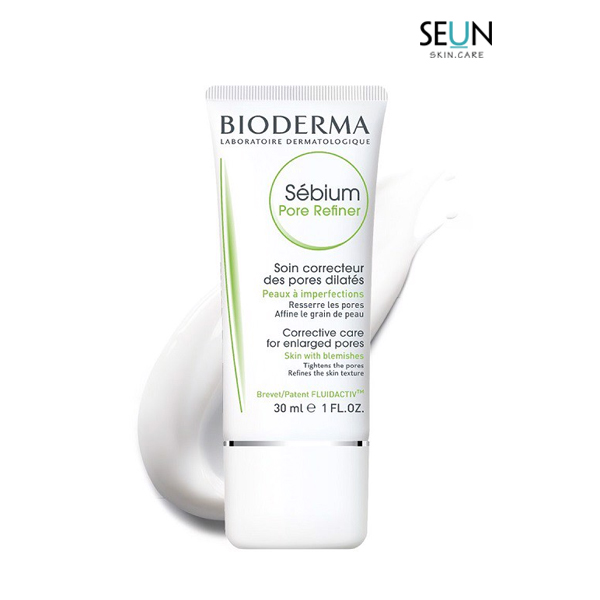 SEUN
SKIN.CARE
BIODERMA
LABORATOIRE DERMATOLOGIQUE
Sébium
Pore Refiner
Soin correcteur
des pores dilatés
Peaux à imperfections
Resserre les pores
Affine le grain de peau
Corrective care
for enlarged pores
Skin with blemishes
Tightens the pores
Refines the skin texture
Brevet/Patent FLUIDACTIV™
30 ml e 1 FL.OZ.